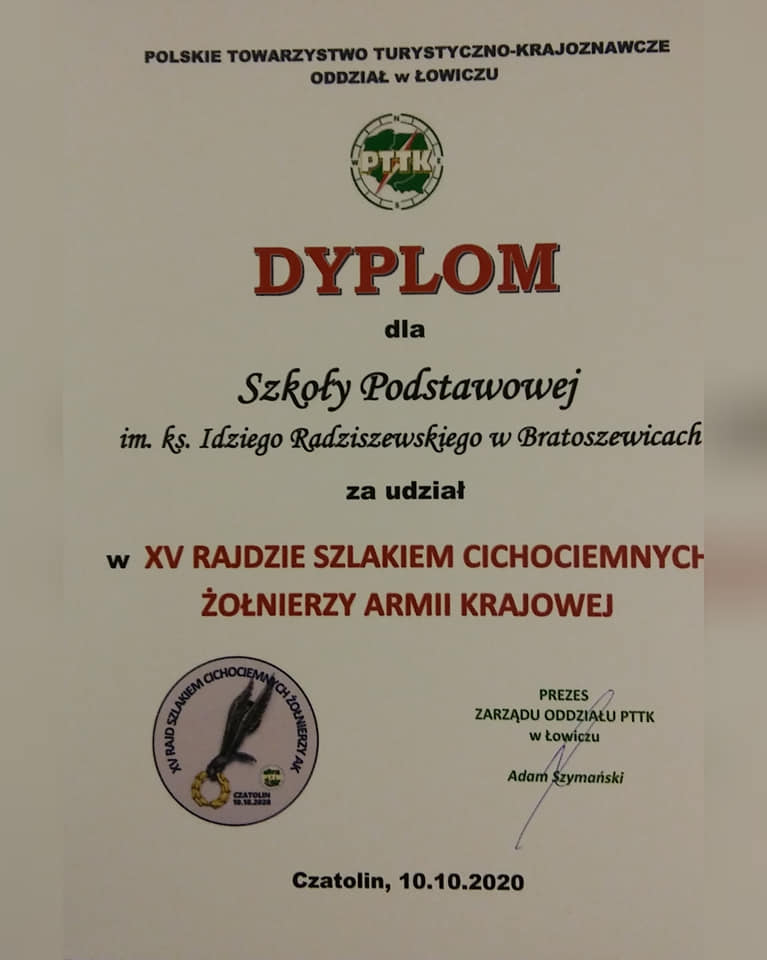 POLSKIE TOWARZYSTWO TURYSTYCZNO-KRAJOZNAWCZE
ODDZIAŁ w ŁOWICZU
N
PTTK
S
DYPLOM
dla
Szkoły Podstawowej
im. ks. Idziego Radziszewskiego w Bratoszewicach
za udział
w XV RAJDZIE SZLAKIEM CICHOCIEMNYCH
ŻOŁNIERZY ARMII KRAJOWEJ
XV RAJD SZLAKIEM CICHOCIEMNYCH ŻOŁNIERZY AK
PTTK
CZATOLIN
10.10.2020
PREZES
ZARZĄDU ODDZIAŁU PTTK
w Łowiczu
Adam Szymański
Czatolin, 10.10.2020